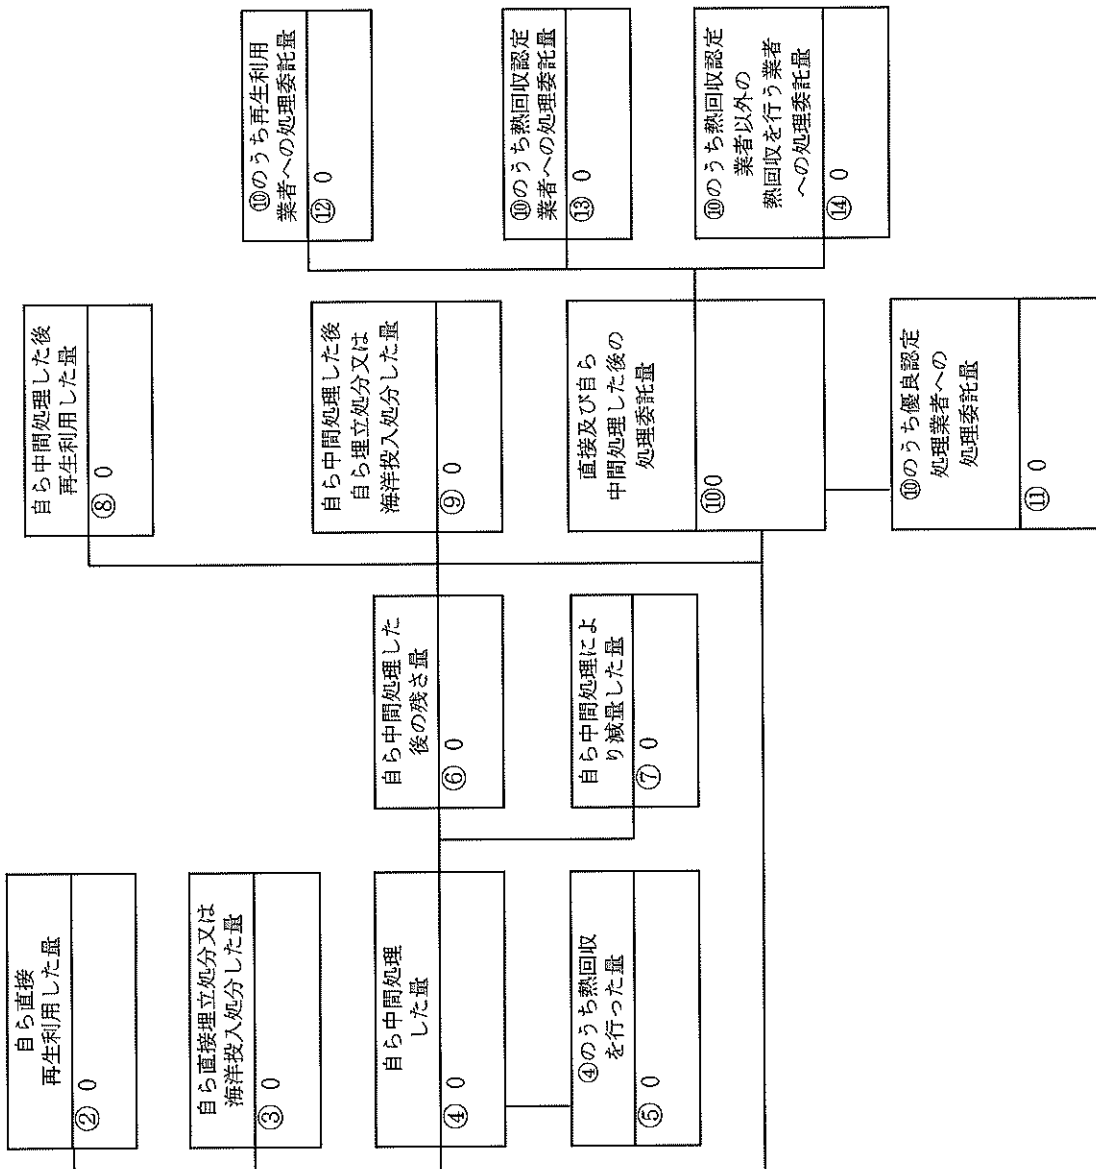 自ら直接
再生利用した量
② 0
自ら直接埋立処分又は
海洋投入処分した量
③ 0
自ら中間処理
した量
④ 0
④のうち熱回収
を行った量
⑤ 0
自ら中間処理した
後の残さ量
⑥ 0
自ら中間処理によ
り減量した量
⑦ 0
自ら中間処理した後
再生利用した量
⑧ 0
自ら中間処理した後
自ら埋立処分又は
海洋投入処分した量
⑨ 0
直接及び自ら
中間処理した後の
処理委託量
⑩0
⑩のうち優良認定
処理業者への
処理委託量
⑪ 0
⑩のうち再生利用
業者への処理委託量
⑫ 0
⑩のうち熱回収認定
業者への処理委託量
⑬ 0
⑩のうち熱回収認定
業者以外の
熱回収を行う業者
への処理委託量
⑭ 0